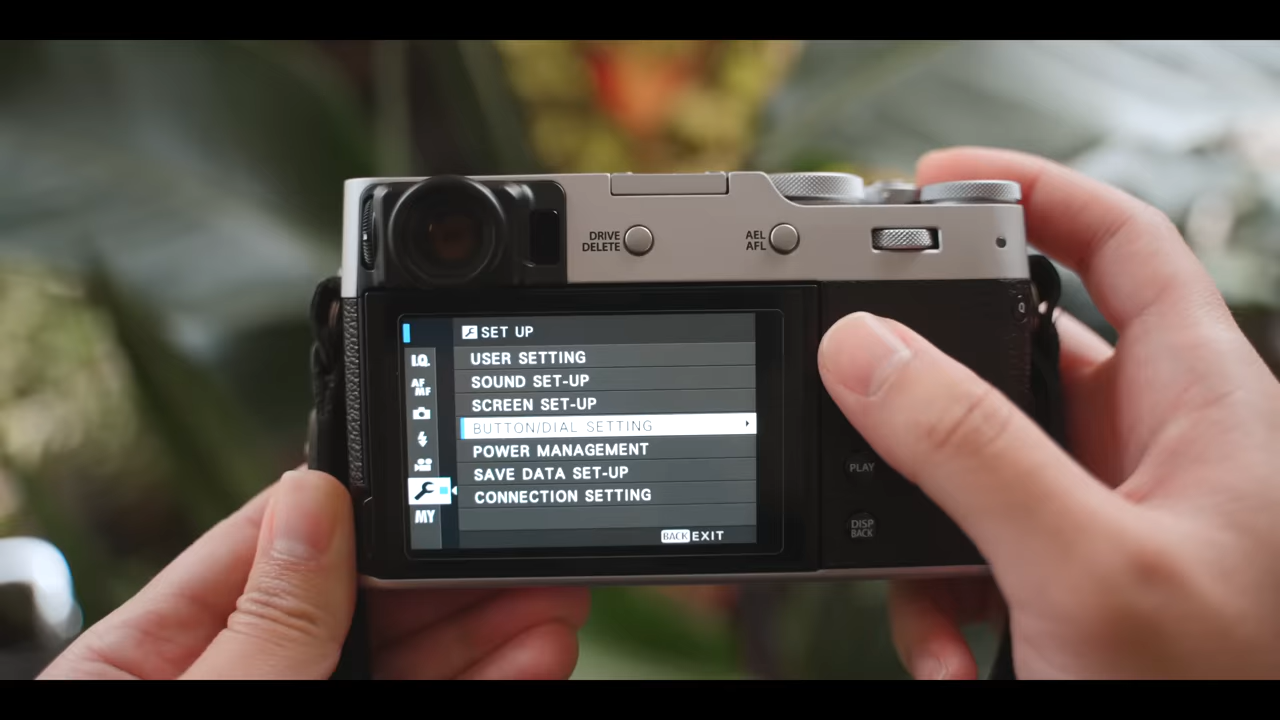 DRIVE
DELETE
AEL
AFL
SET UP
I.Q.
AF
MF
MY
USER SETTING
SOUND SET-UP
SCREEN SET-UP
BUTTON/DIAL SETTING
POWER MANAGEMENT
SAVE DATA SET-UP
CONNECTION SETTING
BACK EXIT
Q
PLAY
DISP
BACK